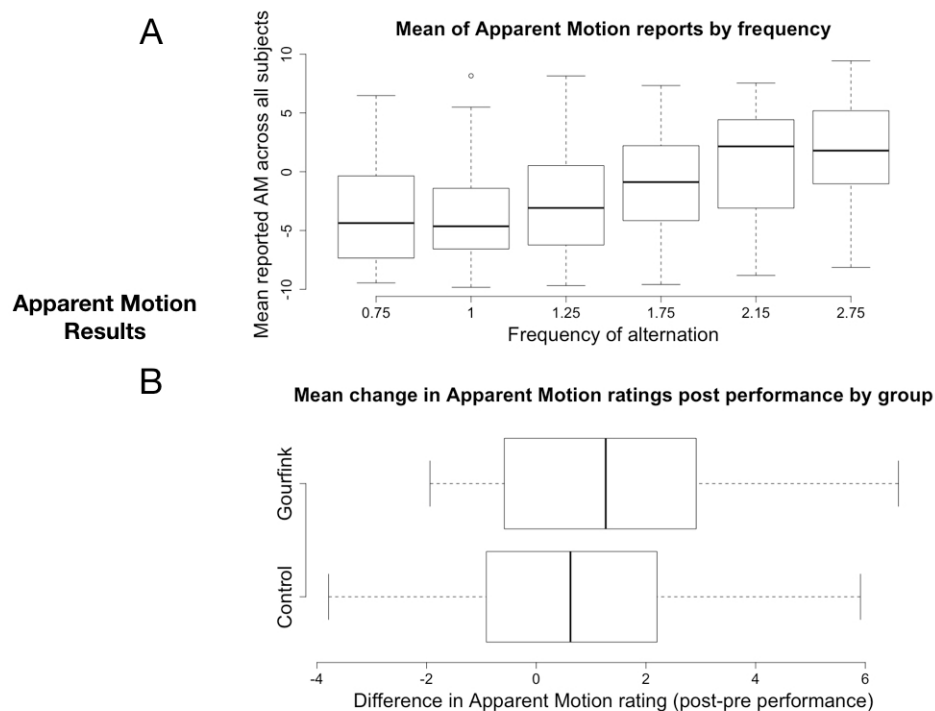 A
Mean of Apparent Motion reports by frequency
Mean reported AM across all subjects
10
5
0
-5
-10
0.75 1 1.25 1.75 2.15 2.75
Frequency of alternation
Apparent Motion
Results
B
Mean change in Apparent Motion ratings post performance by group
Gourfink
Control
-4 -2 0 2 4 6
Difference in Apparent Motion rating (post-pre performance)